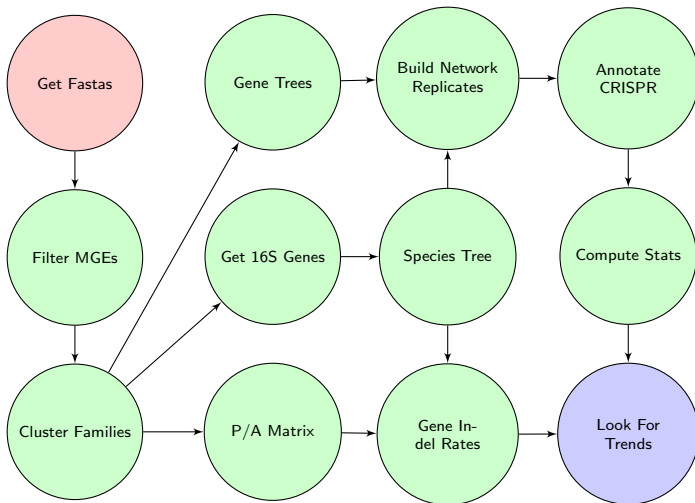 Get Fastas
Gene Trees
Build Network
Replicates
Annotate
CRISPR
Filter MGEs
Get 16S Genes
Species Tree
Compute Stats
Cluster Families
P/A Matrix
Gene In-
del Rates
Look For
Trends